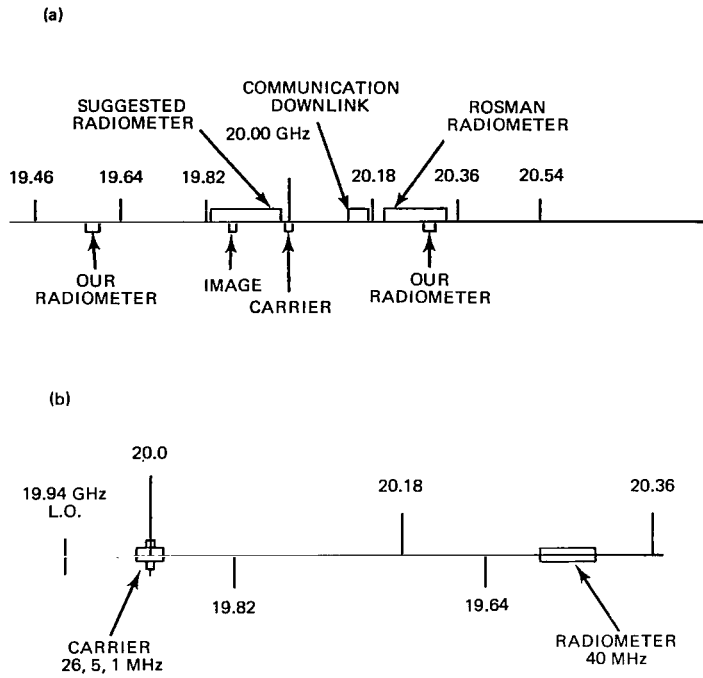 (a)
COMMUNICATION
DOWNLINK
SUGGESTED
RADIOMETER
ROSMAN
RADIOMETER
20.00 GHz
19.46
19.64
19.82
20.18
20.36
20.54
OUR
RADIOMETER
IMAGE
CARRIER
OUR
RADIOMETER
(b)
20.0
19.94 GHz
L.O.
20.18
20.36
19.82
19.64
CARRIER
26, 5, 1 MHz
RADIOMETER
40 MHz